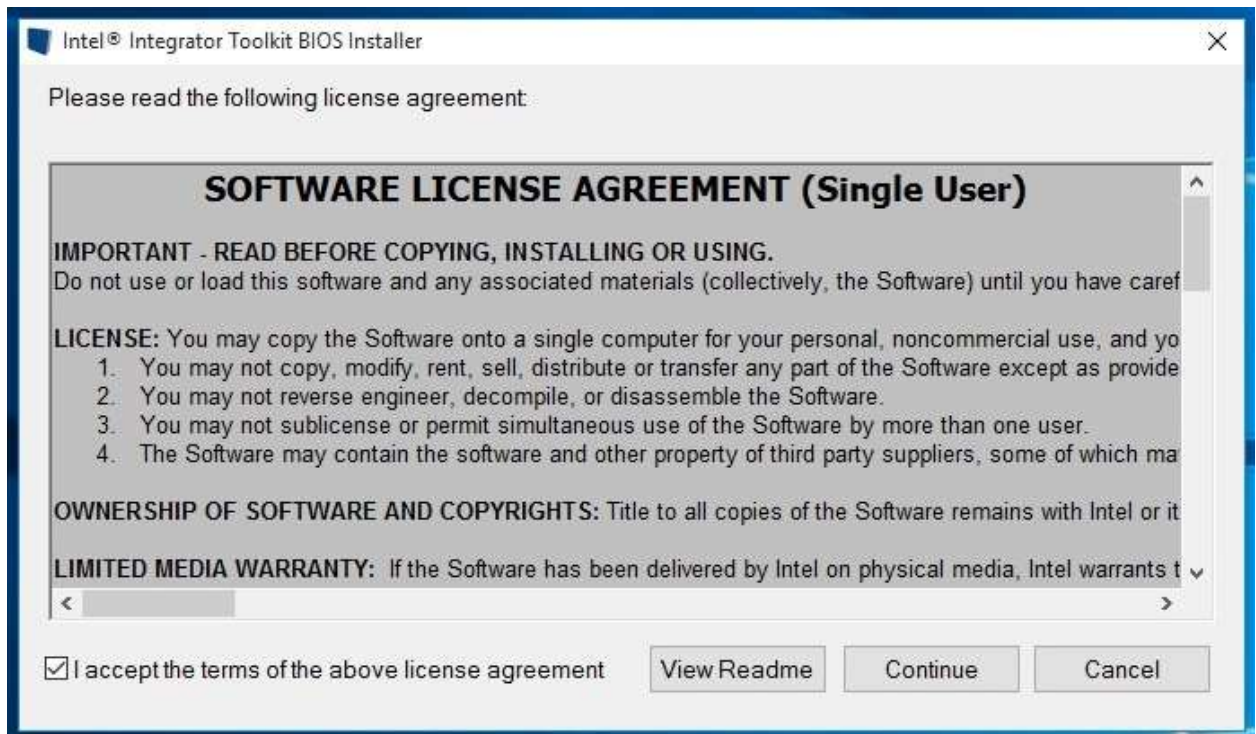 Intel® Integrator Toolkit BIOS Installer
Please read the following license agreement:
SOFTWARE LICENSE AGREEMENT (Single User)
IMPORTANT - READ BEFORE COPYING, INSTALLING OR USING.
Do not use or load this software and any associated materials (collectively, the Software) until you have caref
LICENSE: You may copy the Software onto a single computer for your personal, noncommercial use, and yo
1. You may not copy, modify, rent, sell, distribute or transfer any part of the Software except as provide
2. You may not reverse engineer, decompile, or disassemble the Software.
3. You may not sublicense or permit simultaneous use of the Software by more than one user.
4. The Software may contain the software and other property of third party suppliers, some of which ma
OWNERSHIP OF SOFTWARE AND COPYRIGHTS: Title to all copies of the Software remains with Intel or it
LIMITED MEDIA WARRANTY: If the Software has been delivered by Intel on physical media, Intel warrants t
I accept the terms of the above license agreement
View Readme
Continue
Cancel